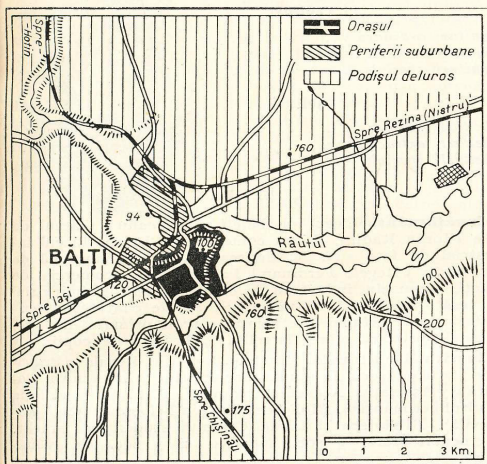 Orașul
Periferii suburbane
Podișul deluros
Spre Hotin
Spre Rezina (Nistru)
160
94
100
Răutul
BĂLȚI
120
Spre Iași
160
100
200
175
Spre Chișinău
0 1 2 3 Km.